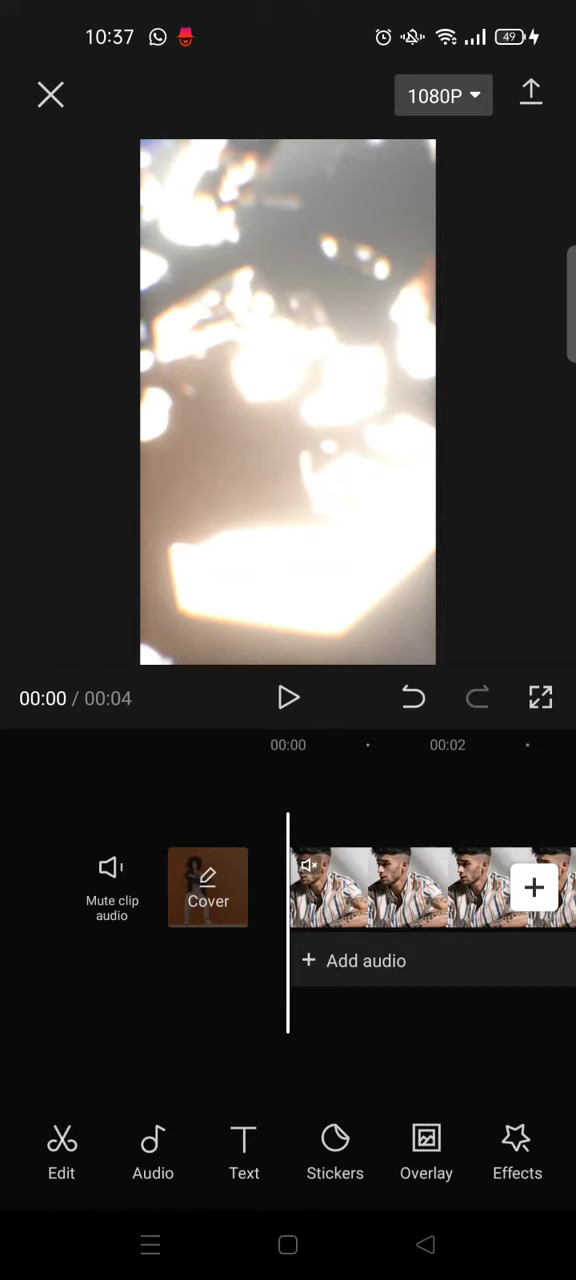 10:37
49
1080P
00:00 / 00:04
00:00
00:02
Mute clip
audio
Cover
+ Add audio
Edit
Audio
Text
Stickers
Overlay
Effects